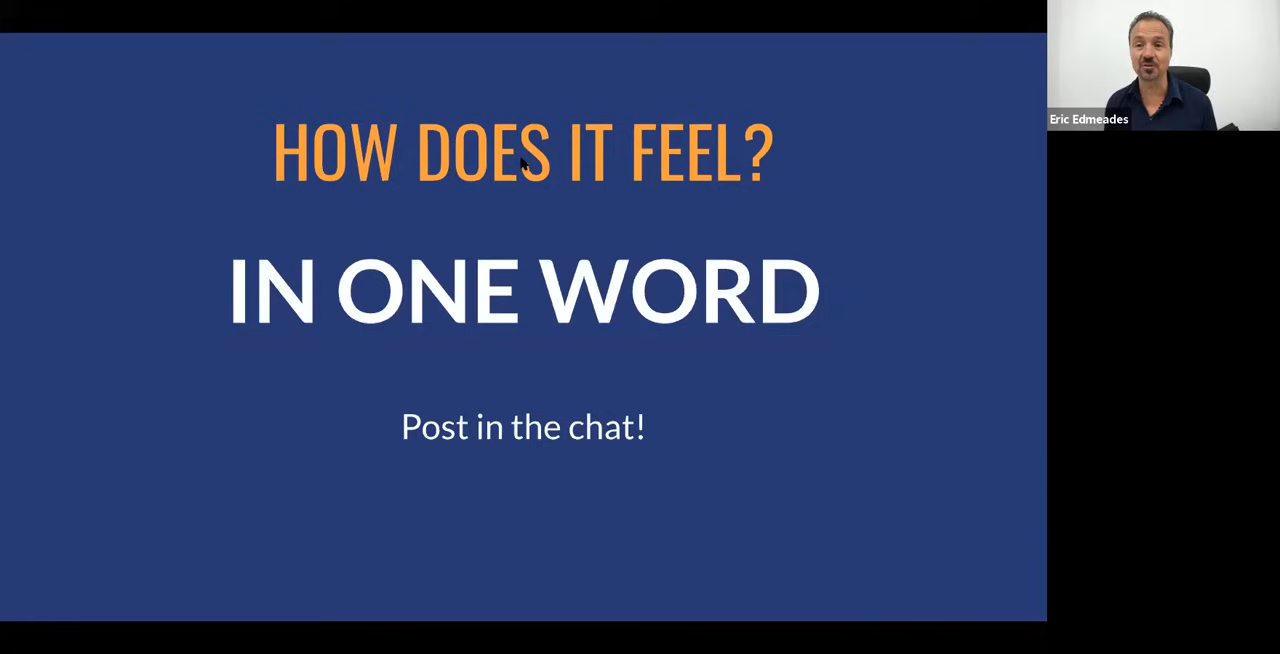 HOW DOES IT FEEL?
IN ONE WORD
Post in the chat!
Eric Edmeades